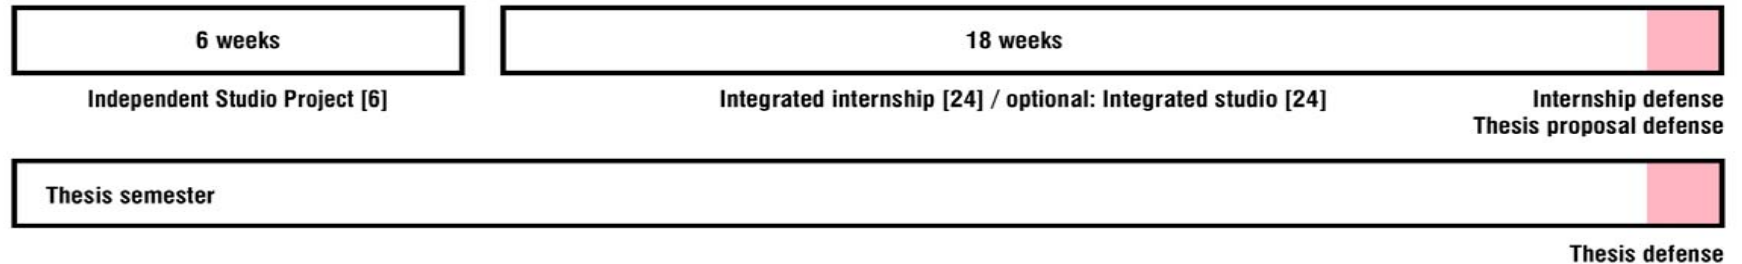 6 weeks
18 weeks
Independent Studio Project [6]
Integrated internship [24] / optional: Integrated studio [24]
Internship defense
Thesis proposal defense
Thesis semester
Thesis defense